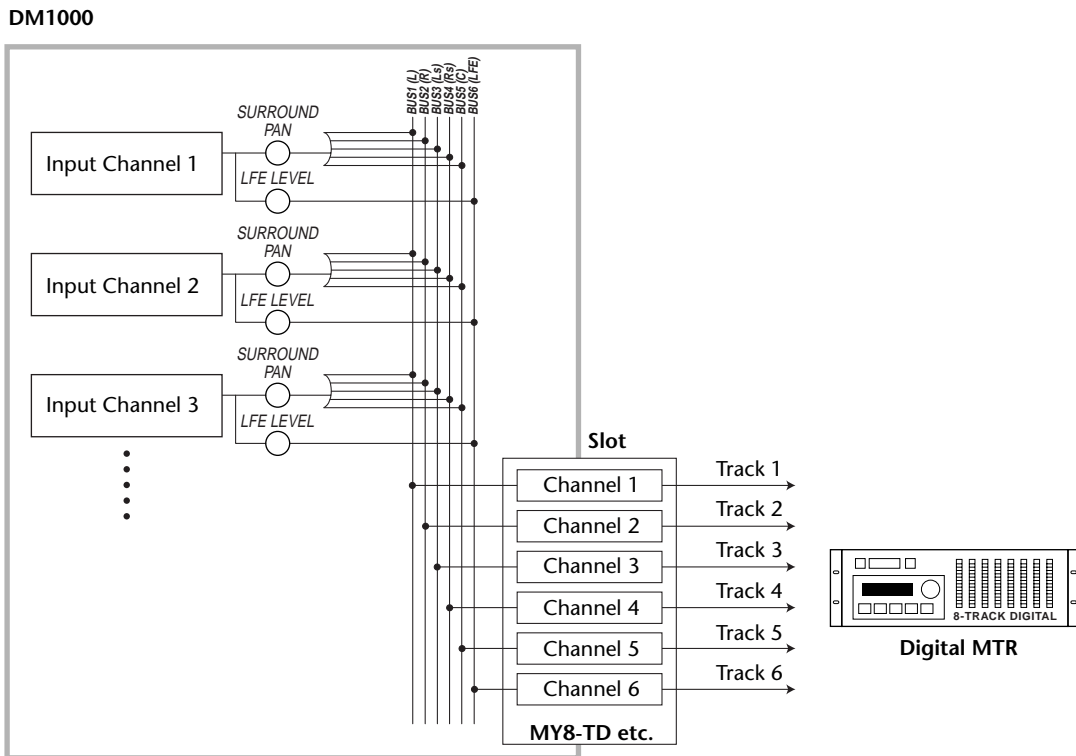 DM1000
BUS1 (L)
BUS2 (R)
BUS3 (Ls)
BUS4 (Rs)
BUS5 (C)
BUS6 (LFE)
SURROUND
PAN
Input Channel 1
LFE LEVEL
SURROUND
PAN
Input Channel 2
LFE LEVEL
SURROUND
PAN
Input Channel 3
LFE LEVEL
Slot
Channel 1
Track 1
Channel 2
Track 2
Channel 3
Track 3
Channel 4
Track 4
Channel 5
Track 5
Channel 6
Track 6
MY8-TD etc.
8-TRACK DIGITAL
Digital MTR